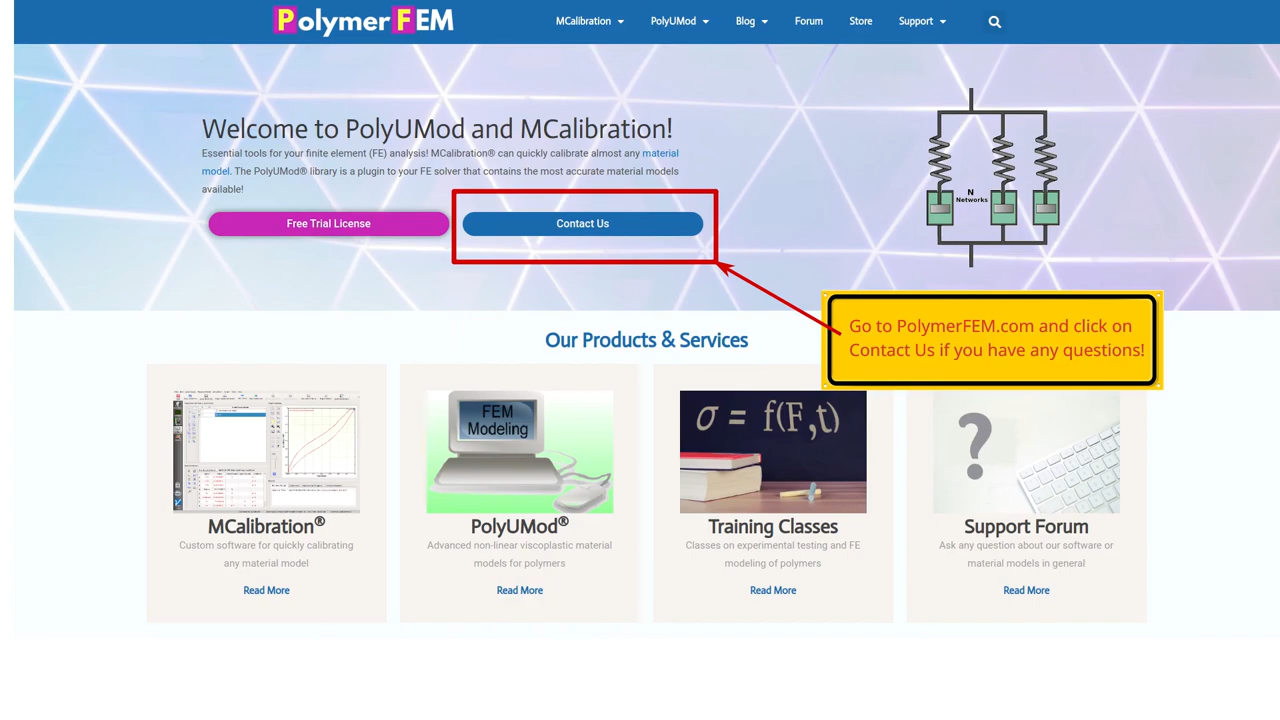 PolymerFEM
MCalibration
PolyUMod
Blog
Forum
Store
Support
Welcome to PolyUMod and MCalibration!
Essential tools for your finite element (FE) analysis! MCalibration® can quickly calibrate almost any material
model. The PolyUMod® library is a plugin to your FE solver that contains the most accurate material models
available!
Free Trial License
Contact Us
N
Networks
Go to PolymerFEM.com and click on
Contact Us if you have any questions!
Our Products & Services
FEM
Modeling
σ = f(F,t)
?
MCalibration®
Custom software for quickly calibrating
any material model
Read More
PolyUMod®
Advanced non-linear viscoplastic material
models for polymers
Read More
Training Classes
Classes on experimental testing and FE
modeling of polymers
Read More
Support Forum
Ask any question about our software or
material models in general
Read More